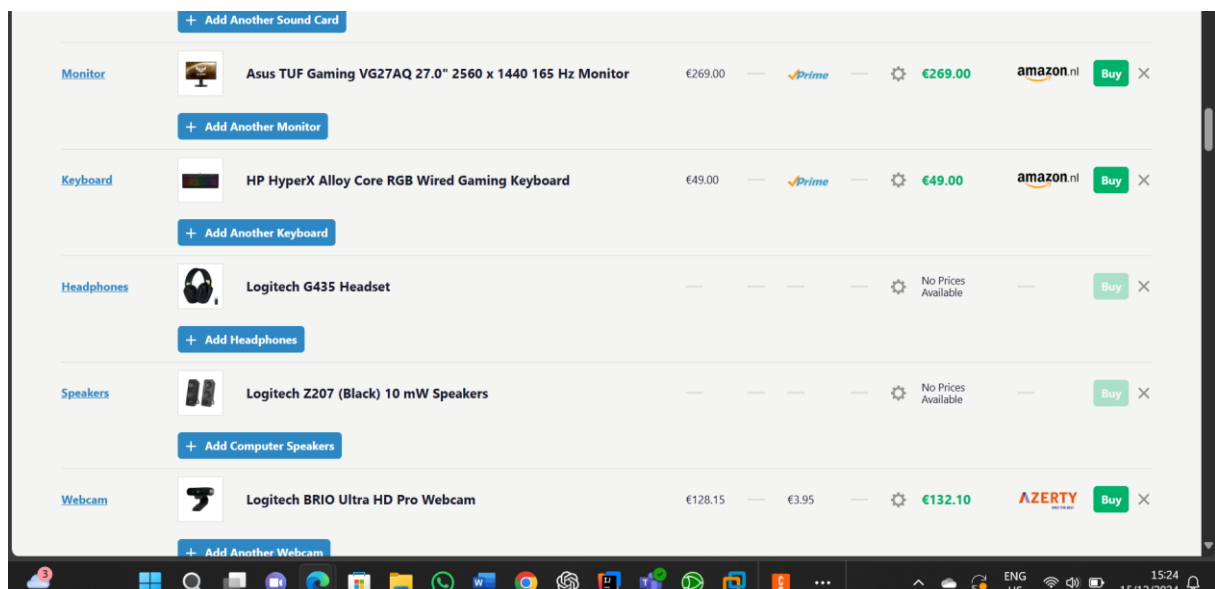 + Add Another Sound Card
Monitor Asus TUF Gaming VG27AQ 27.0" 2560 x 1440 165 Hz Monitor €269.00 — Prime — €269.00 amazon.nl Buy
+ Add Another Monitor
Keyboard HP HyperX Alloy Core RGB Wired Gaming Keyboard €49.00 — Prime — €49.00 amazon.nl Buy
+ Add Another Keyboard
Headphones Logitech G435 Headset — — — — No Prices Available — Buy
+ Add Headphones
Speakers Logitech Z207 (Black) 10 mW Speakers — — — — No Prices Available — Buy
+ Add Computer Speakers
Webcam Logitech BRIO Ultra HD Pro Webcam €128.15 — €3.95 — €132.10 AZERTY Buy
+ Add Another Webcam
3 ENG 15:24
US 15/12/2024